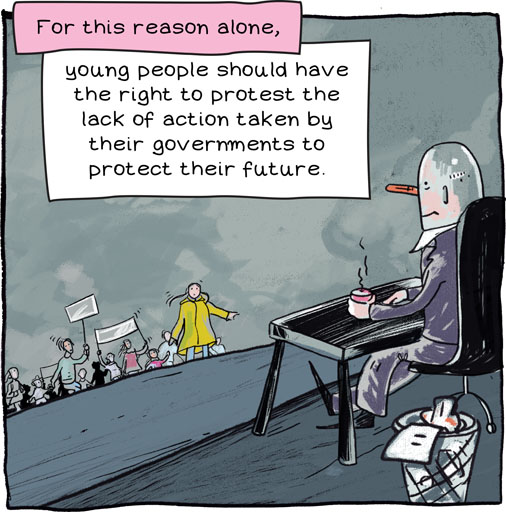 For this reason alone,
young people should have
the right to protest the
lack of action taken by
their governments to
protect their future.